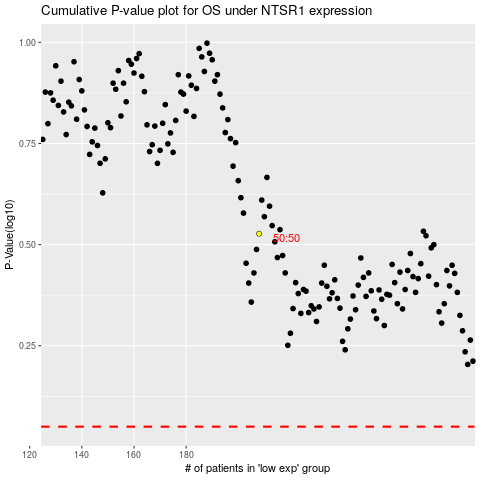 Cumulative P-value plot for OS under NTSR1 expression
P-Value(log10)
1.00
0.75
0.50
0.25
50:50
120 140 160 180
# of patients in 'low exp' group